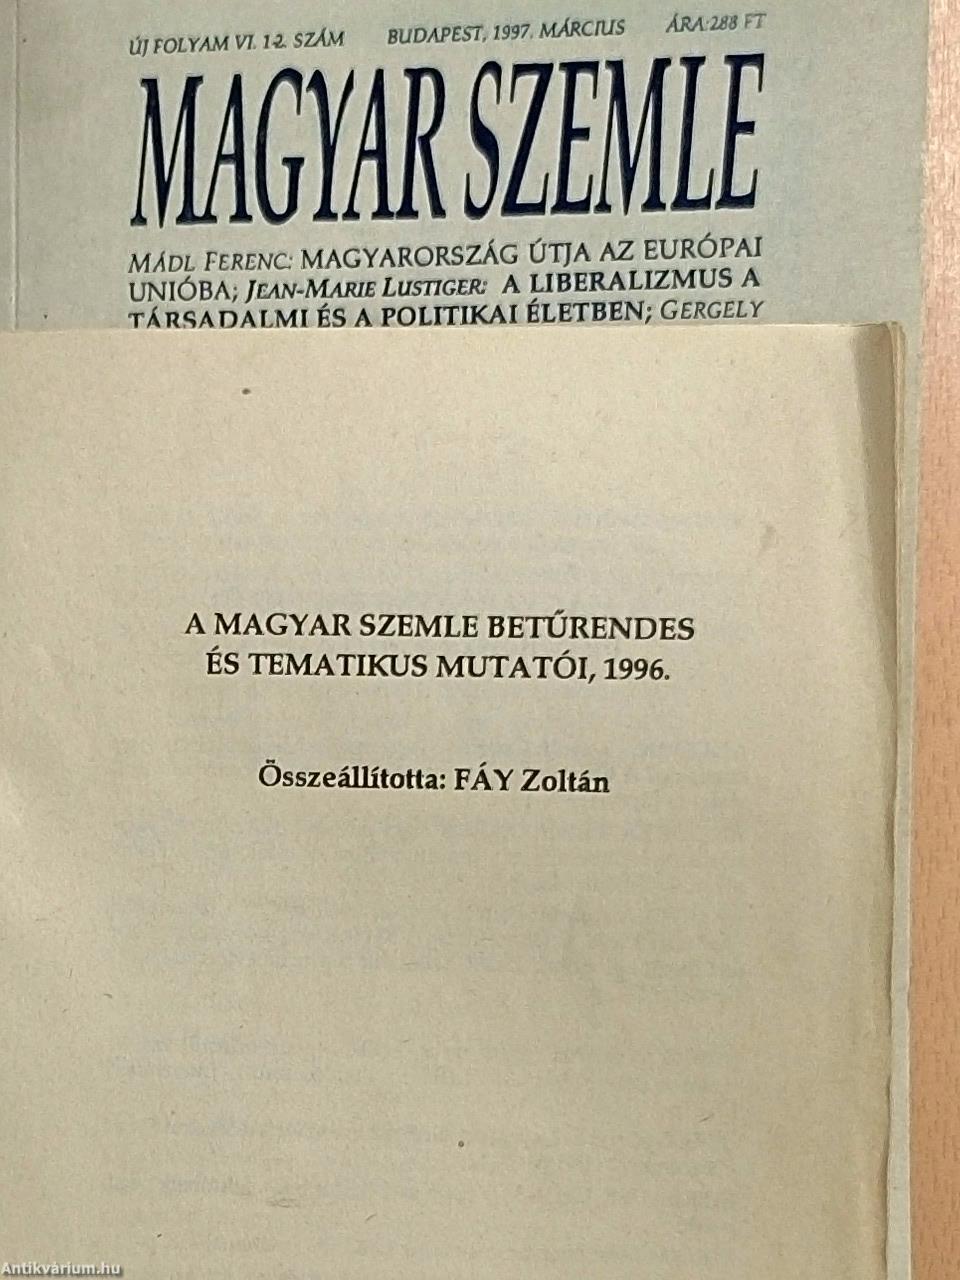 ÚJ FOLYAM VI. 1-2. SZÁM BUDAPEST, 1997. MÁRCIUS ÁRA: 288 FT
MAGYAR SZEMLE
MÁDL FERENC: MAGYARORSZÁG ÚTJA AZ EURÓPAI
UNIÓBA; JEAN-MARIE LUSTIGER: A LIBERALIZMUS A
TÁRSADALMI ÉS A POLITIKAI ÉLETBEN; GERGELY
A MAGYAR SZEMLE BETŰRENDES
ÉS TEMATIKUS MUTATÓI, 1996.
Összeállította: FÁY Zoltán
Antikvárium.hu